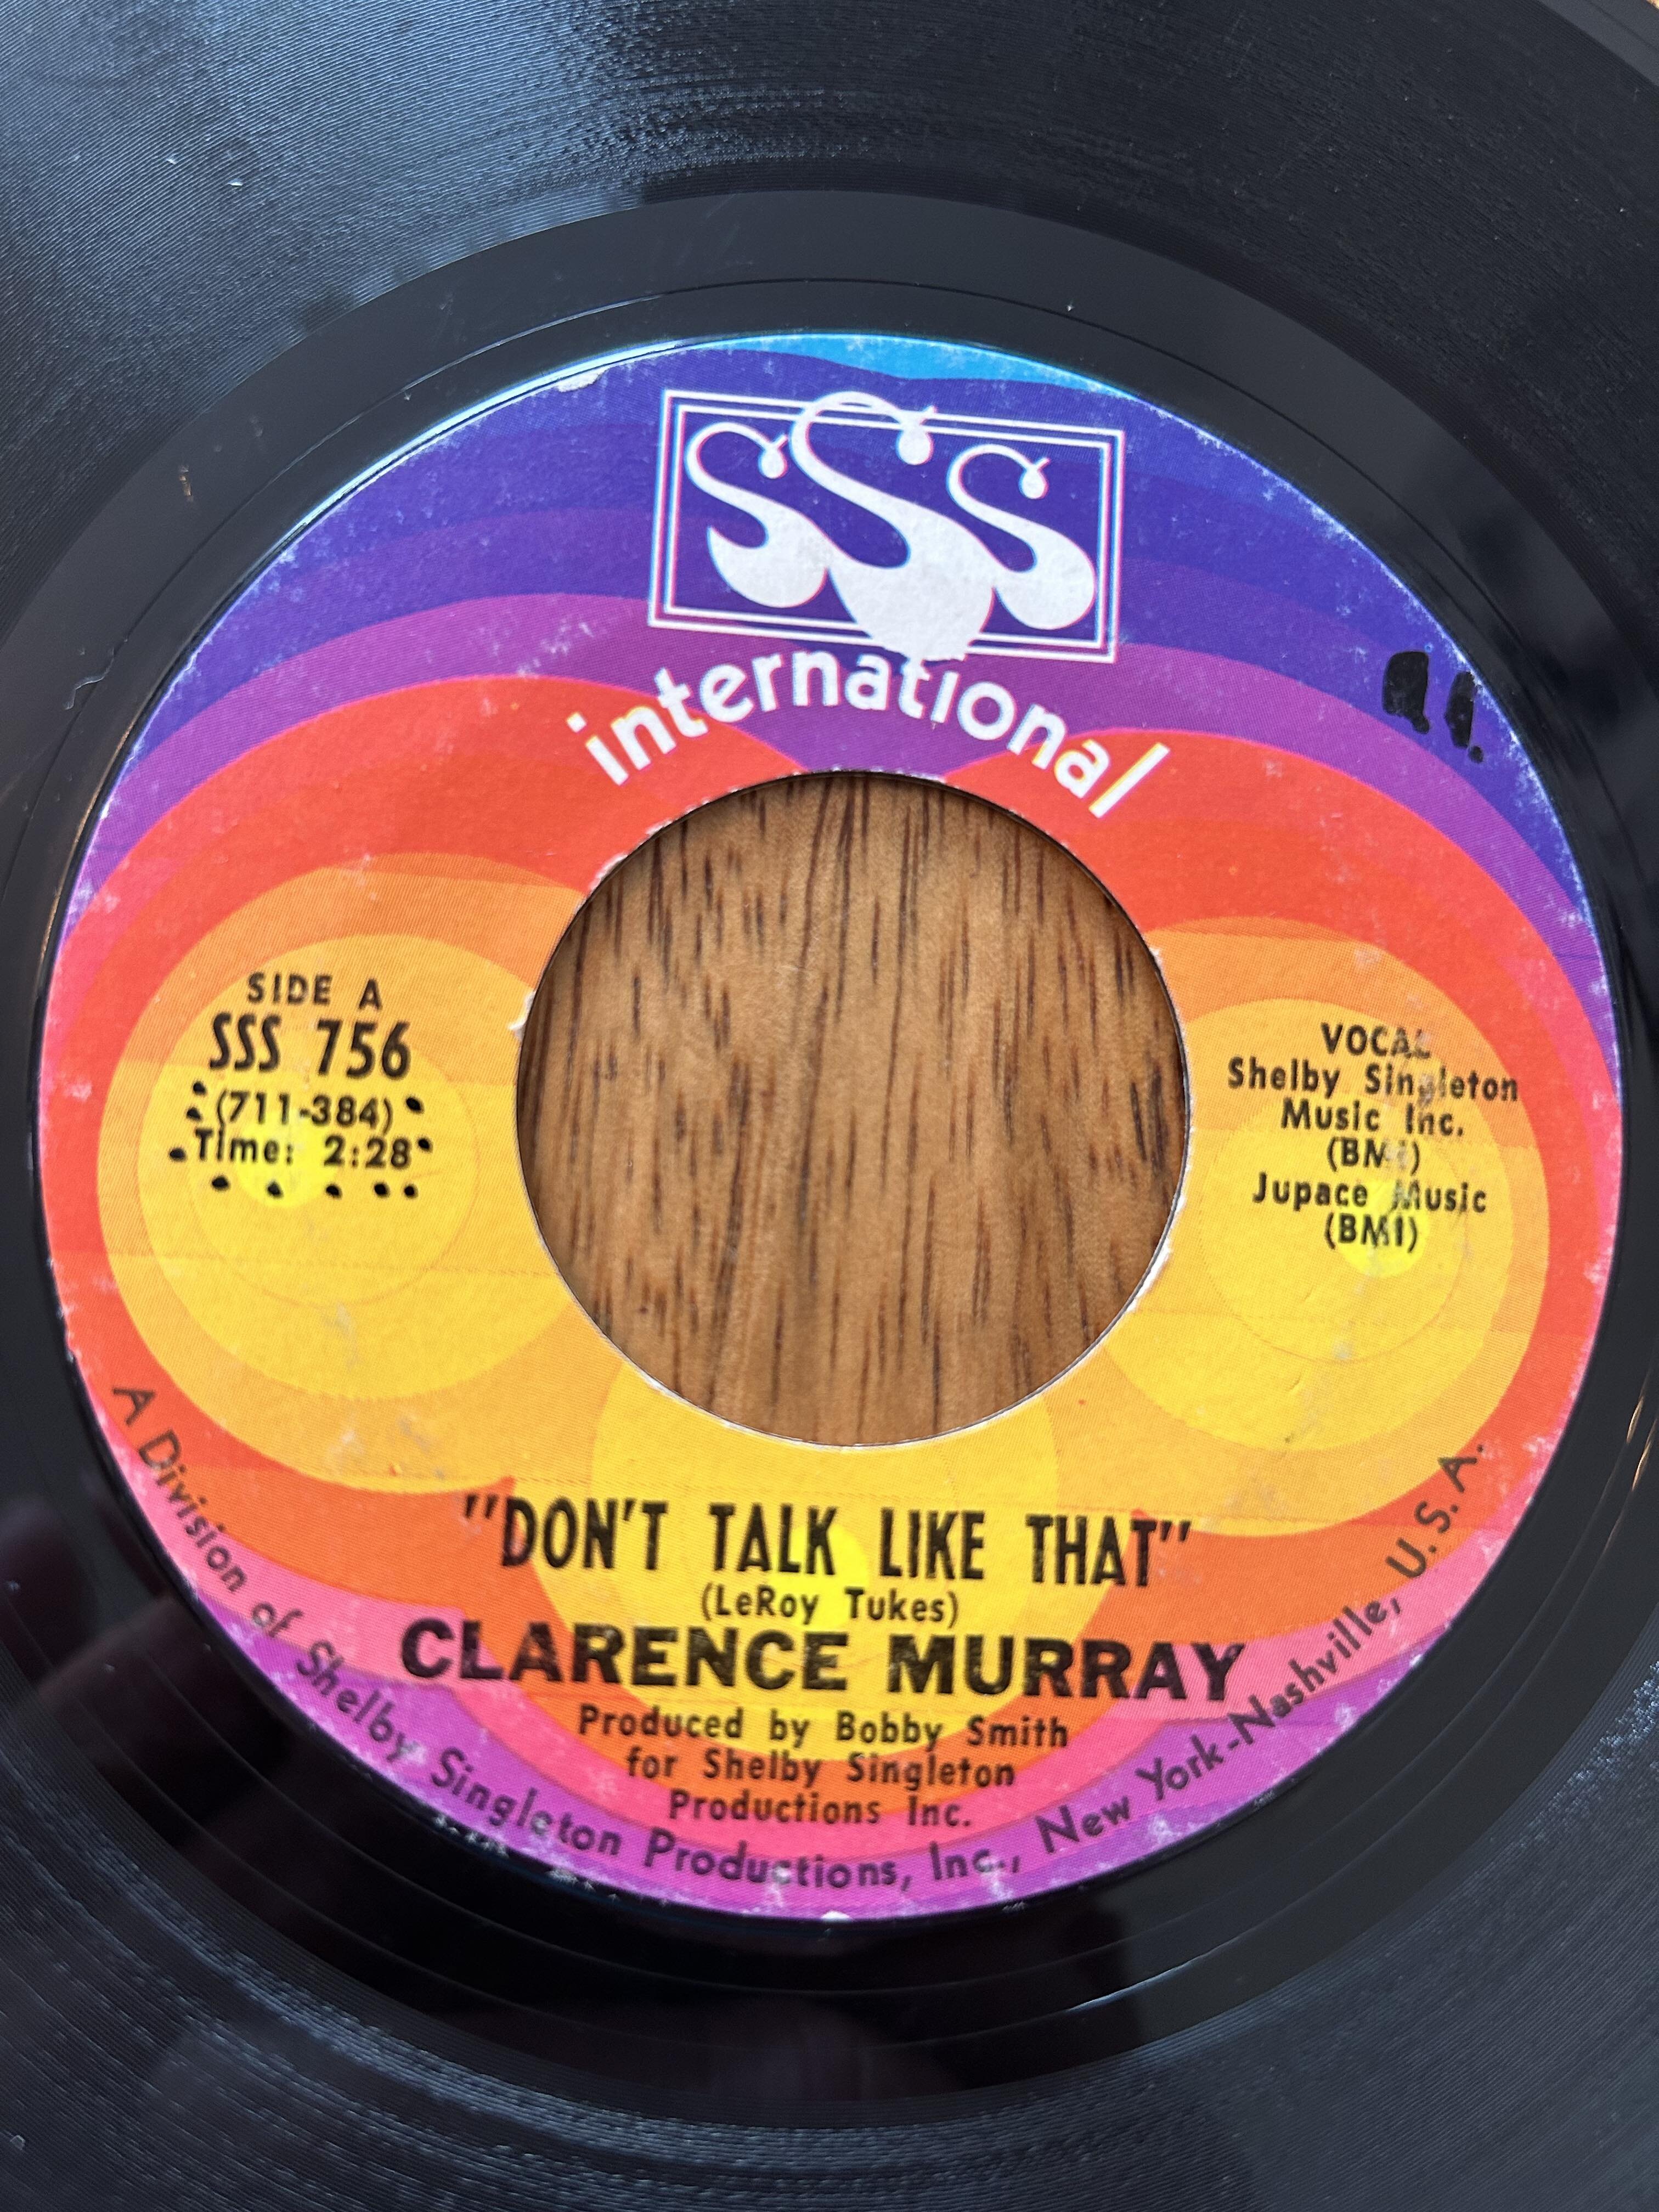 SSS
international
SIDE A
SSS 756
(711-384)
Time: 2:28
VOCAL
Shelby Singleton
Music Inc.
(BMI)
Jupace Music
(BMI)
"DON'T TALK LIKE THAT"
(LeRoy Tukes)
CLARENCE MURRAY
Produced by Bobby Smith
for Shelby Singleton
Productions Inc.
A Division of Shelby Singleton Productions, Inc., New York-Nashville, U.S.A.